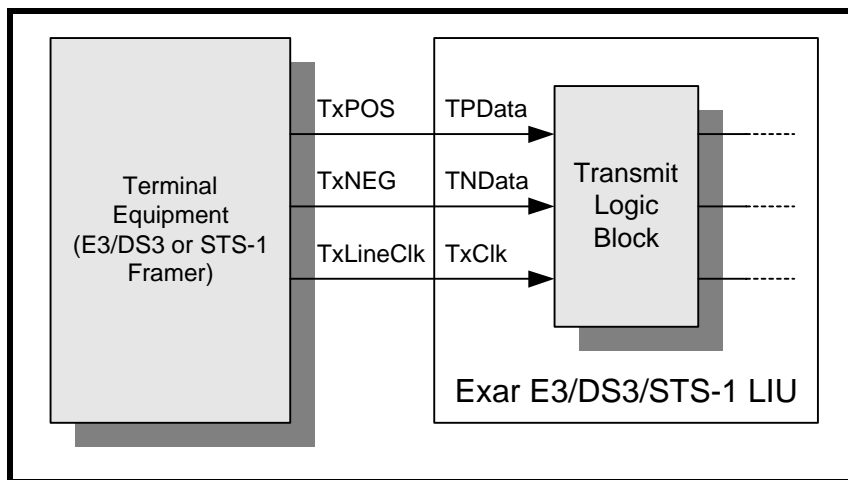 Terminal
Equipment
(E3/DS3 or STS-1
Framer)
TxPOS
TPData
TxNEG
TNData
TxLineClk
TxClk
Transmit
Logic
Block
Exar E3/DS3/STS-1 LIU